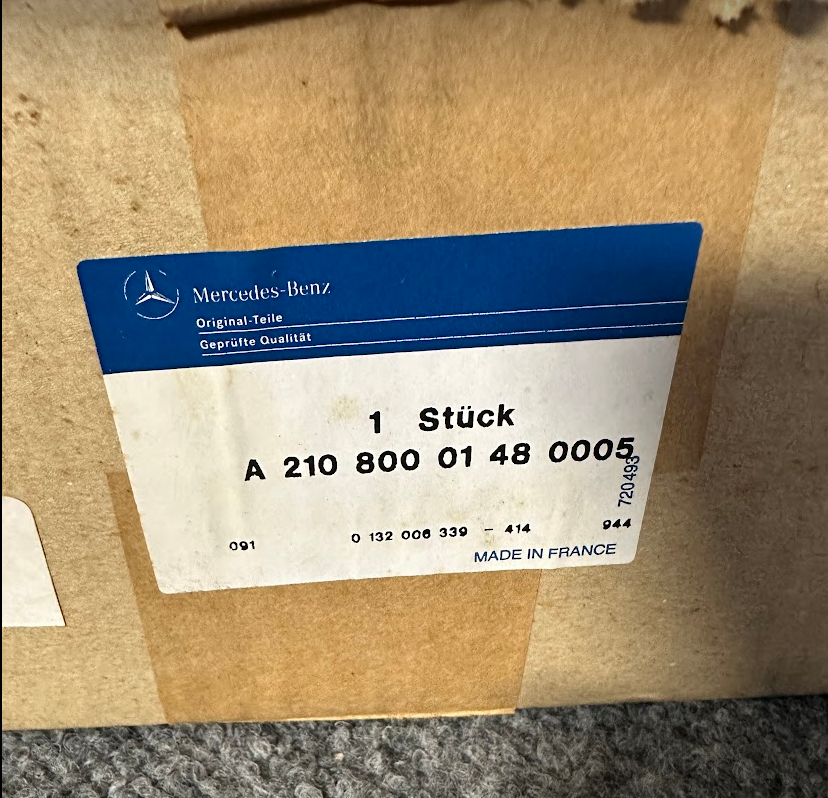 Mercedes-Benz
Original-Teile
Geprüfte Qualität
1 Stück
A 210 800 01 48 0005
720493
091 0 132 006 339 - 414 944
MADE IN FRANCE